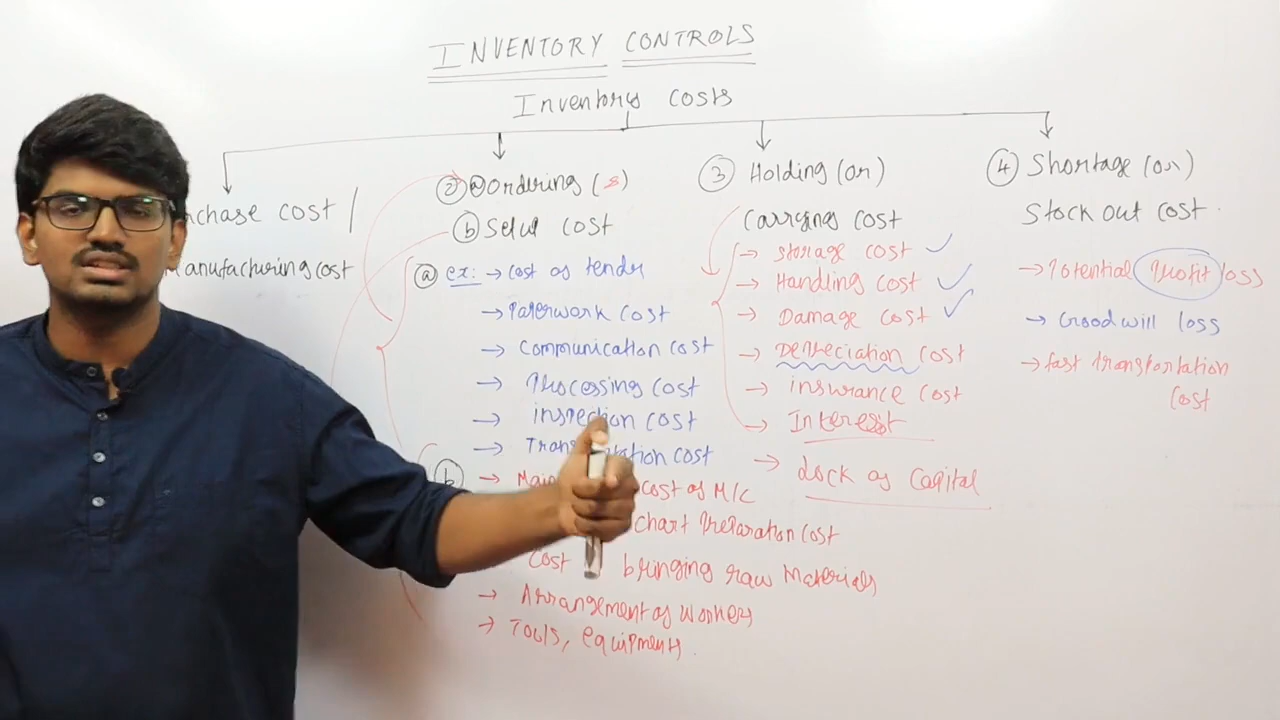 INVENTORY CONTROLS
Inventory costs
chase cost /
anufacturing cost
② ⓐ Ordering (s)
ⓑ Setup cost
ⓐ ex: → cost of tender
→ Paperwork cost
→ Communication cost
→ Processing cost
→ inspection cost
→ Trans tation cost
ⓑ → Main cost of M/C
chart Preparation cost
Cost bringing raw Materials
→ Arrangement of Workers
→ Tools, equipments.
③ Holding (or)
Carrying cost
→ storage cost ✓
→ Handling cost ✓
→ Damage cost ✓
→ Depreciation cost
→ insurance cost
→ Interest
→ Lock of Capital
④ Shortage (or)
Stock out cost.
→ Potential Profit loss
→ Goodwill loss
→ fast transportation
cost